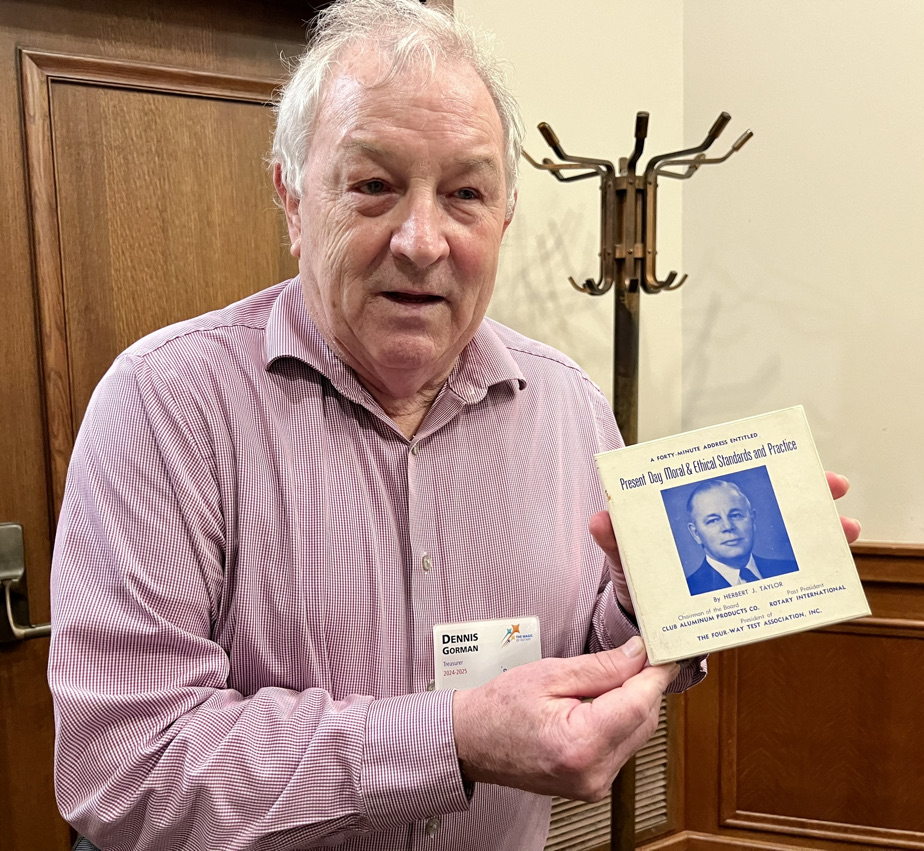 A FORTY-MINUTE ADDRESS ENTITLED
Present Day Moral & Ethical Standards and Practice
By HERBERT J. TAYLOR
Chairman of the Board Past President
CLUB ALUMINUM PRODUCTS CO. ROTARY INTERNATIONAL
President of
THE FOUR-WAY TEST ASSOCIATION, INC.
DENNIS
GORMAN
Treasurer
2024-2025
THE MAGIC